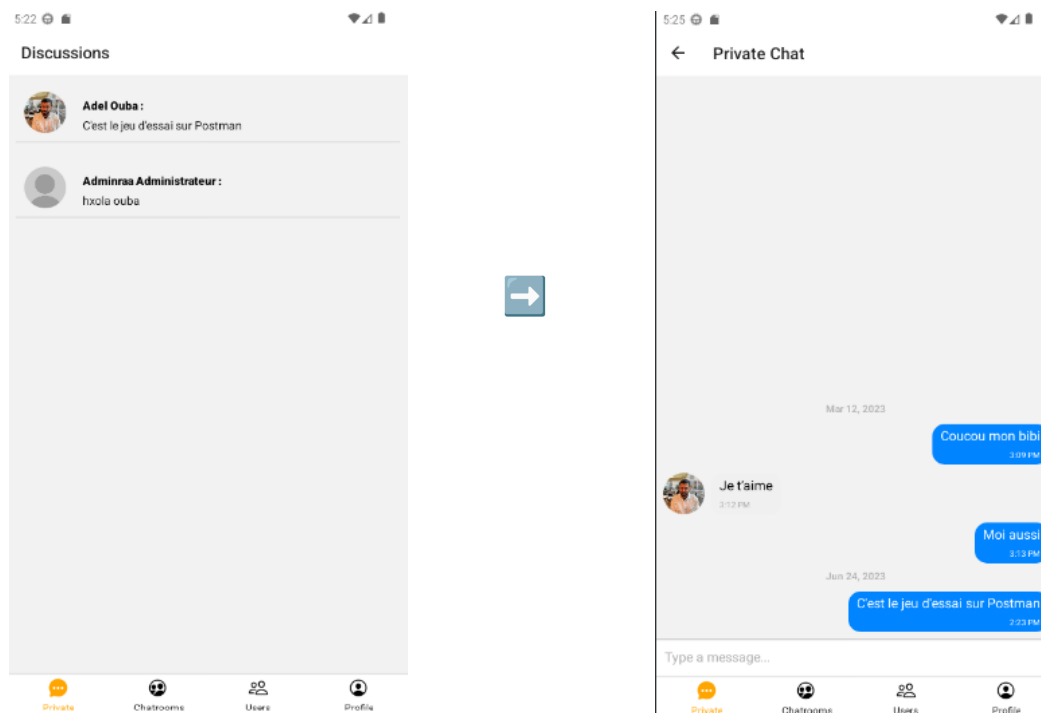 5:22
Discussions
Adel Ouba :
C'est le jeu d'essai sur Postman
Adminraa Administrateur :
hxola ouba
Private Chatrooms Users Profile
5:25
Private Chat
Mar 12, 2023
Coucou mon bibi
3:09 PM
Je t'aime
3:12 PM
Moi aussi
3:13 PM
Jun 24, 2023
C'est le jeu d'essai sur Postman
2:23 PM
Type a message...
Private Chatrooms Users Profile